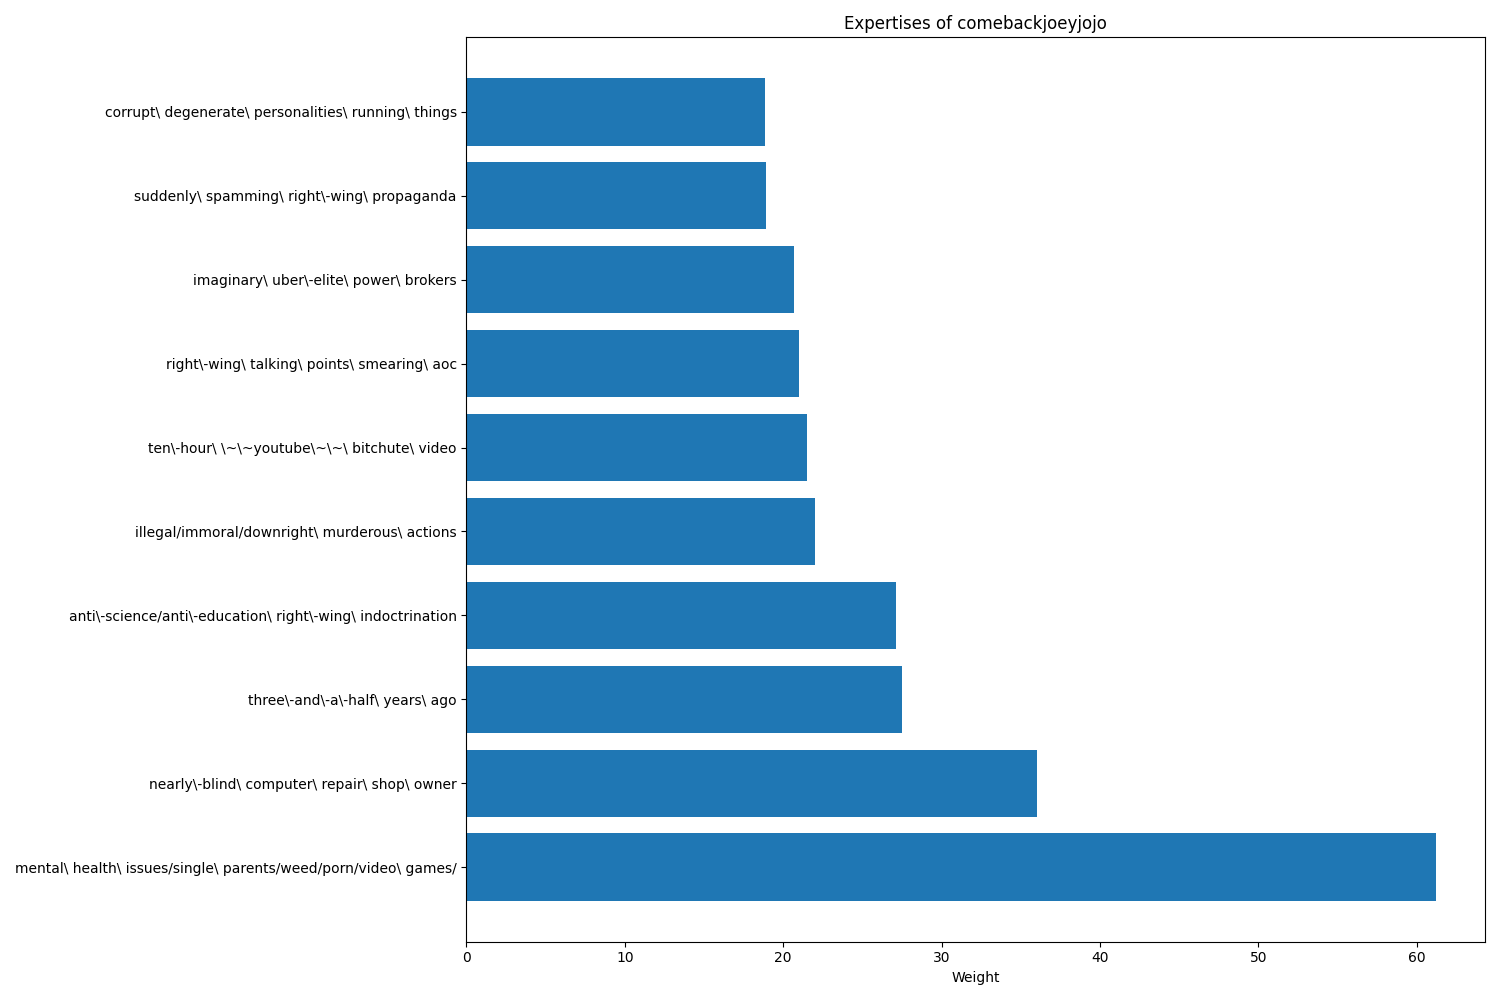 Expertises of comebackjoeyjojo
corrupt\ degenerate\ personalities\ running\ things
suddenly\ spamming\ right\-wing\ propaganda
imaginary\ uber\-elite\ power\ brokers
right\-wing\ talking\ points\ smearing\ aoc
ten\-hour\ \~\~youtube\~\~\ bitchute\ video
illegal/immoral/downright\ murderous\ actions
anti\-science/anti\-education\ right\-wing\ indoctrination
three\-and\-a\-half\ years\ ago
nearly\-blind\ computer\ repair\ shop\ owner
mental\ health\ issues/single\ parents/weed/porn/video\ games/
0 10 20 30 40 50 60
Weight